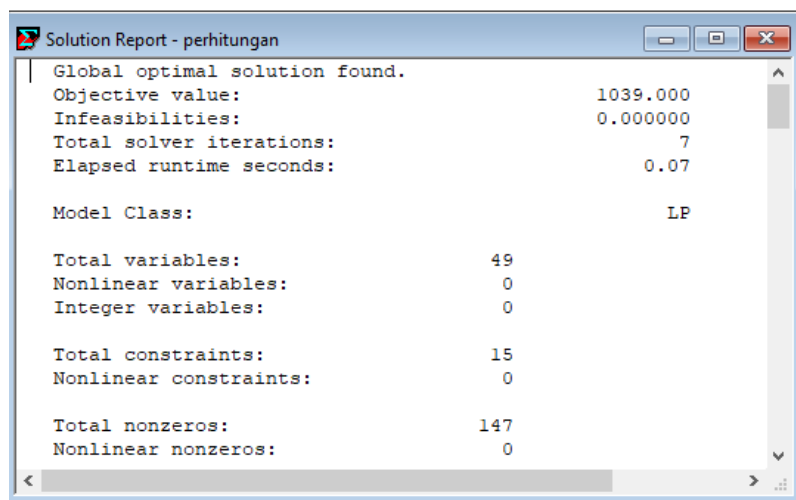 Solution Report - perhitungan
Global optimal solution found.
Objective value: 1039.000
Infeasibilities: 0.000000
Total solver iterations: 7
Elapsed runtime seconds: 0.07
Model Class: LP
Total variables: 49
Nonlinear variables: 0
Integer variables: 0
Total constraints: 15
Nonlinear constraints: 0
Total nonzeros: 147
Nonlinear nonzeros: 0